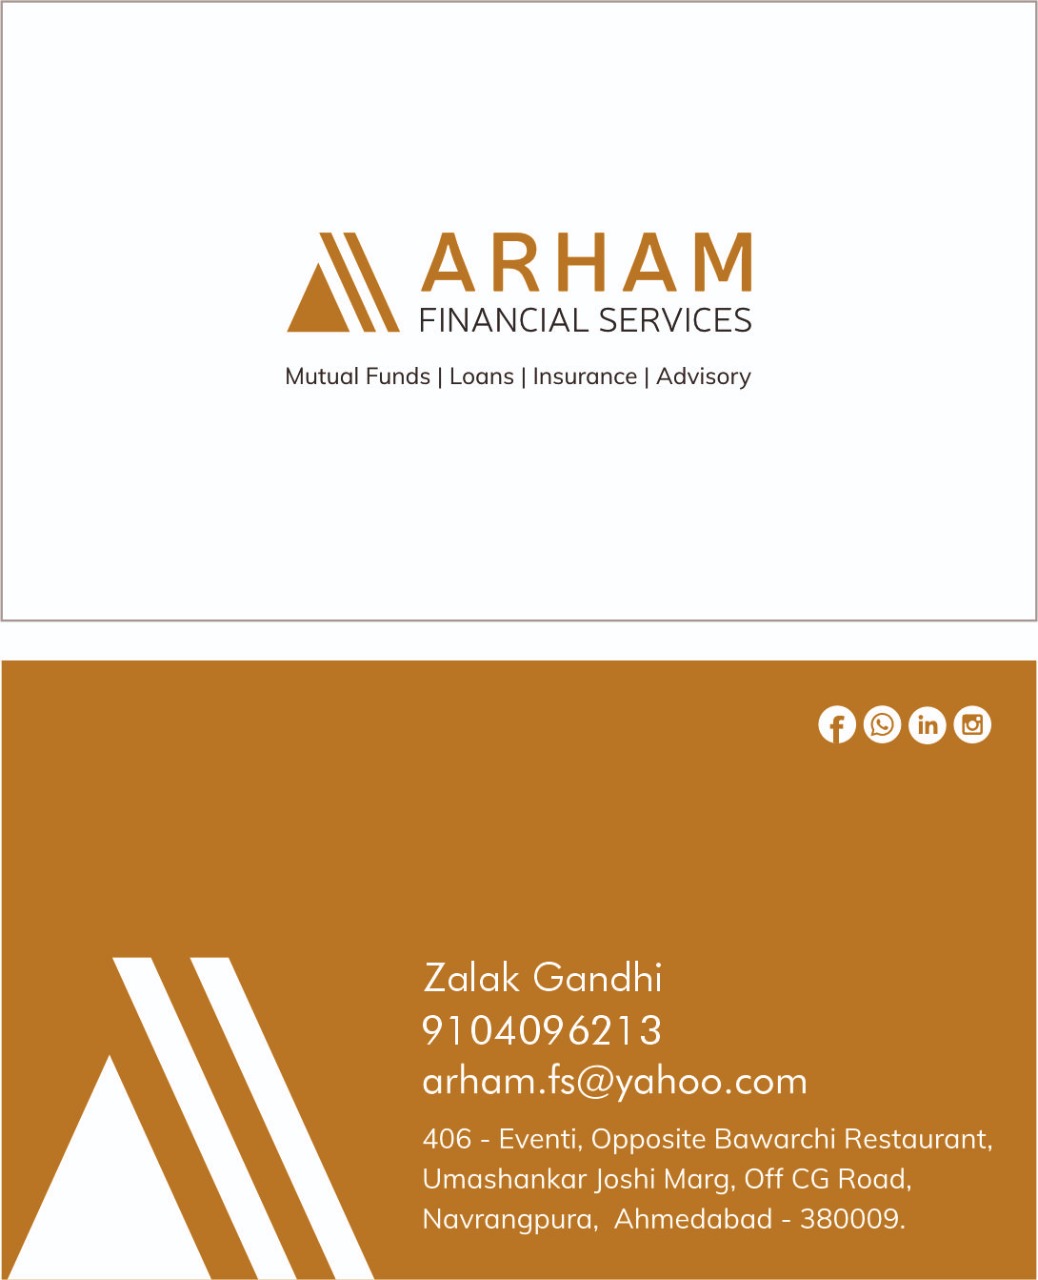 ARHAM
FINANCIAL SERVICES
Mutual Funds | Loans | Insurance | Advisory
Zalak Gandhi
9104096213
arham.fs@yahoo.com
406 - Eventi, Opposite Bawarchi Restaurant,
Umashankar Joshi Marg, Off CG Road,
Navrangpura,  Ahmedabad - 380009.